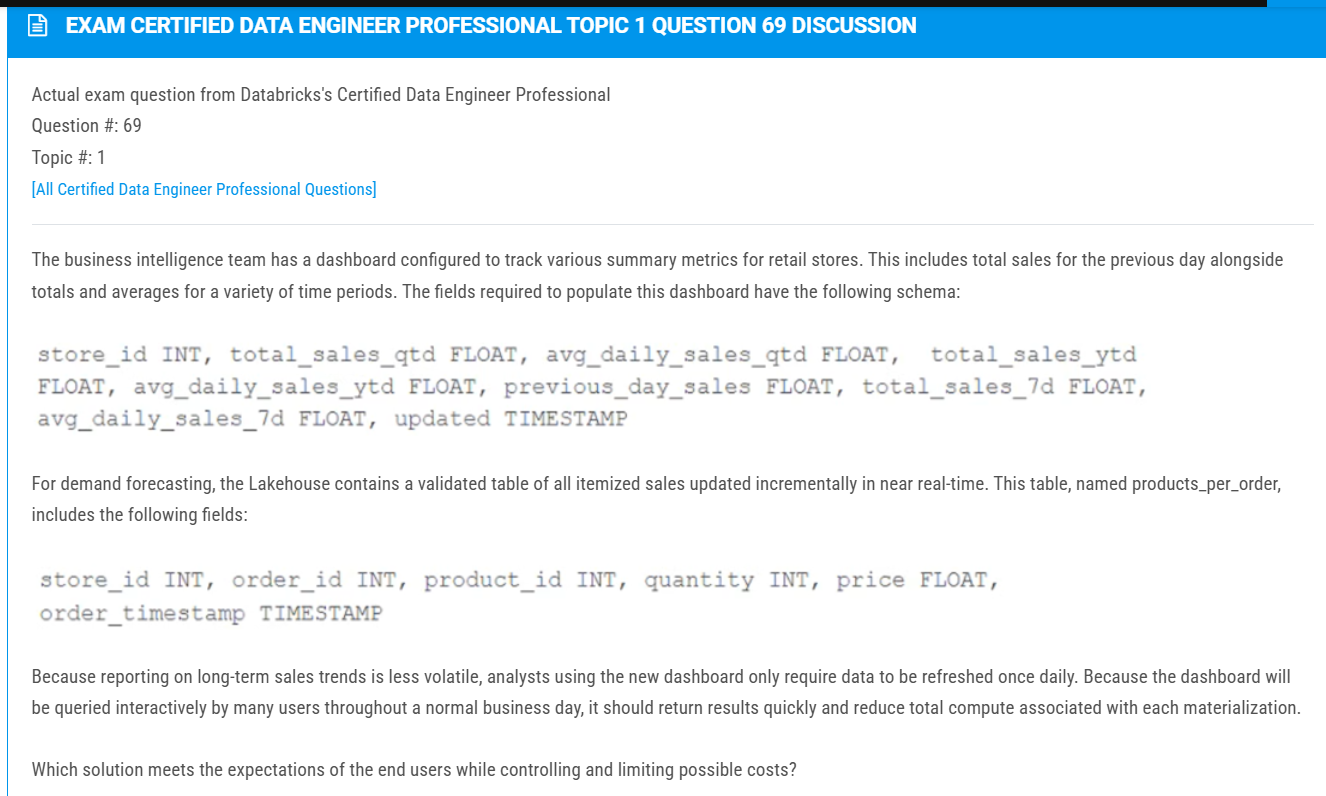 EXAM CERTIFIED DATA ENGINEER PROFESSIONAL TOPIC 1 QUESTION 69 DISCUSSION
Actual exam question from Databricks's Certified Data Engineer Professional
Question #: 69
Topic #: 1
[All Certified Data Engineer Professional Questions]
The business intelligence team has a dashboard configured to track various summary metrics for retail stores. This includes total sales for the previous day alongside
totals and averages for a variety of time periods. The fields required to populate this dashboard have the following schema:
store_id INT, total_sales_qtd FLOAT, avg_daily_sales_qtd FLOAT, total_sales_ytd
FLOAT, avg_daily_sales_ytd FLOAT, previous_day_sales FLOAT, total_sales_7d FLOAT,
avg_daily_sales_7d FLOAT, updated TIMESTAMP
For demand forecasting, the Lakehouse contains a validated table of all itemized sales updated incrementally in near real-time. This table, named products_per_order,
includes the following fields:
store_id INT, order_id INT, product_id INT, quantity INT, price FLOAT,
order_timestamp TIMESTAMP
Because reporting on long-term sales trends is less volatile, analysts using the new dashboard only require data to be refreshed once daily. Because the dashboard will
be queried interactively by many users throughout a normal business day, it should return results quickly and reduce total compute associated with each materialization.
Which solution meets the expectations of the end users while controlling and limiting possible costs?